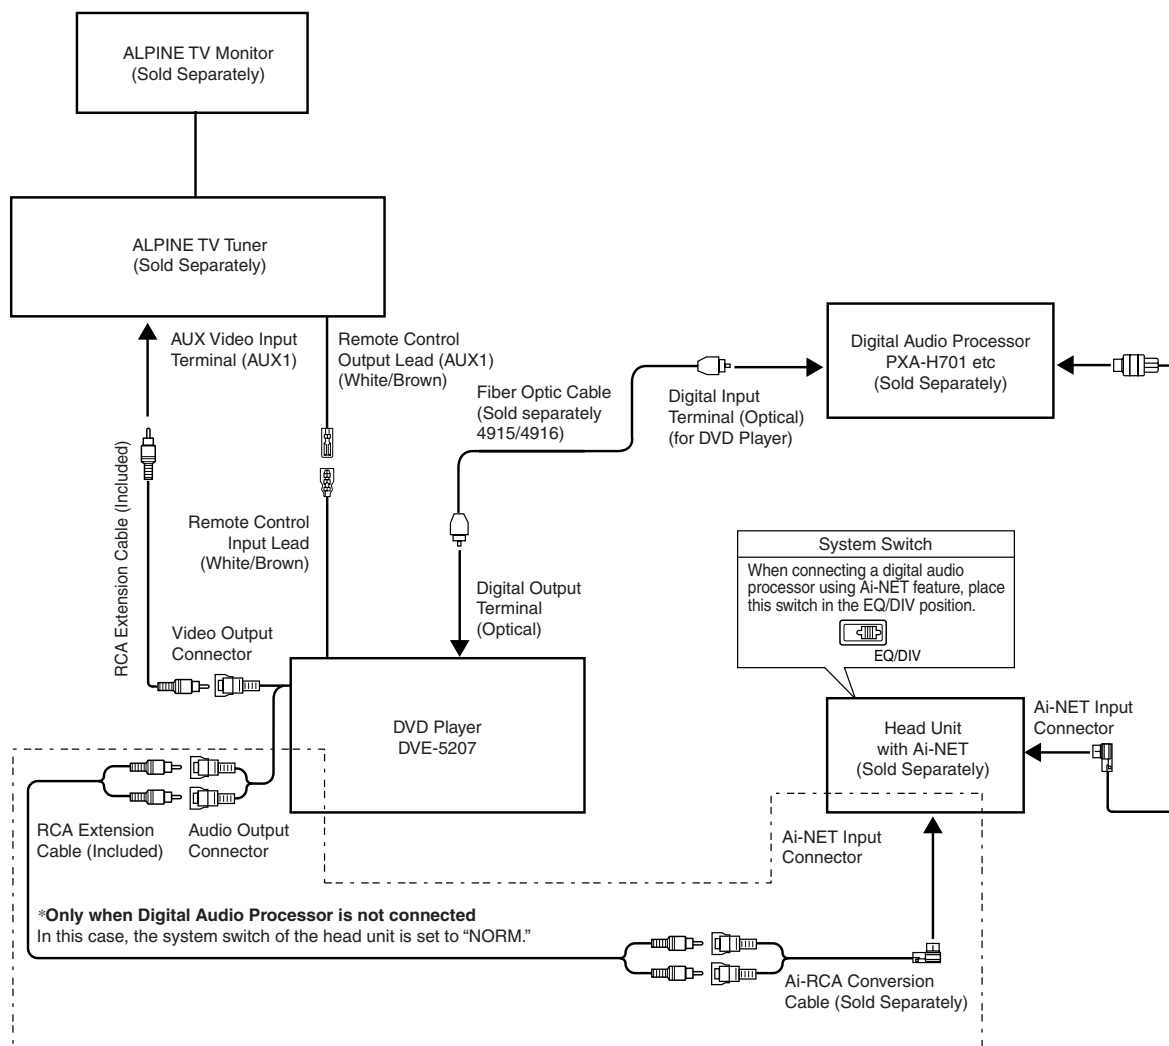 ALPINE TV Monitor
(Sold Separately)
ALPINE TV Tuner
(Sold Separately)
AUX Video Input
Terminal (AUX1)
Remote Control
Output Lead (AUX1)
(White/Brown)
Fiber Optic Cable
(Sold separately
4915/4916)
Digital Input
Terminal (Optical)
(for DVD Player)
Digital Audio Processor
PXA-H701 etc
(Sold Separately)
RCA Extension Cable (Included)
Remote Control
Input Lead
(White/Brown)
Digital Output
Terminal
(Optical)
System Switch
When connecting a digital audio
processor using Ai-NET feature, place
this switch in the EQ/DIV position.
EQ/DIV
Video Output
Connector
DVD Player
DVE-5207
Head Unit
with Ai-NET
(Sold Separately)
Ai-NET Input
Connector
RCA Extension
Cable (Included)
Audio Output
Connector
Ai-NET Input
Connector
*Only when Digital Audio Processor is not connected
In this case, the system switch of the head unit is set to “NORM.”
Ai-RCA Conversion
Cable (Sold Separately)